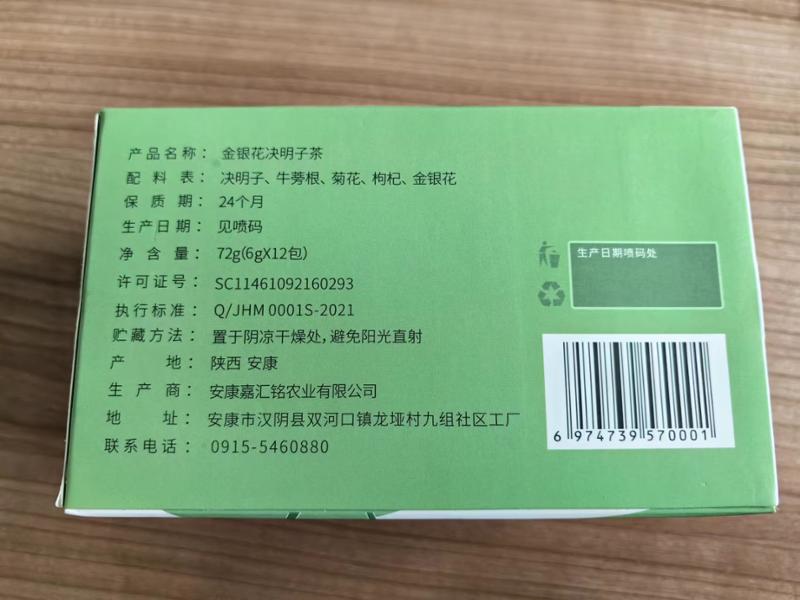 产品名称： 金银花决明子茶
配料表： 决明子、牛蒡根、菊花、枸杞、金银花
保质期： 24个月
生产日期： 见喷码
净含量： 72g(6gX12包)
许可证号： SC11461092160293
执行标准： Q/JHM 0001S-2021
贮藏方法： 置于阴凉干燥处,避免阳光直射
产地： 陕西 安康
生产商： 安康嘉汇铭农业有限公司
地址： 安康市汉阴县双河口镇龙垭村九组社区工厂
联系电话： 0915-5460880
生产日期喷码处
6 974739 570001